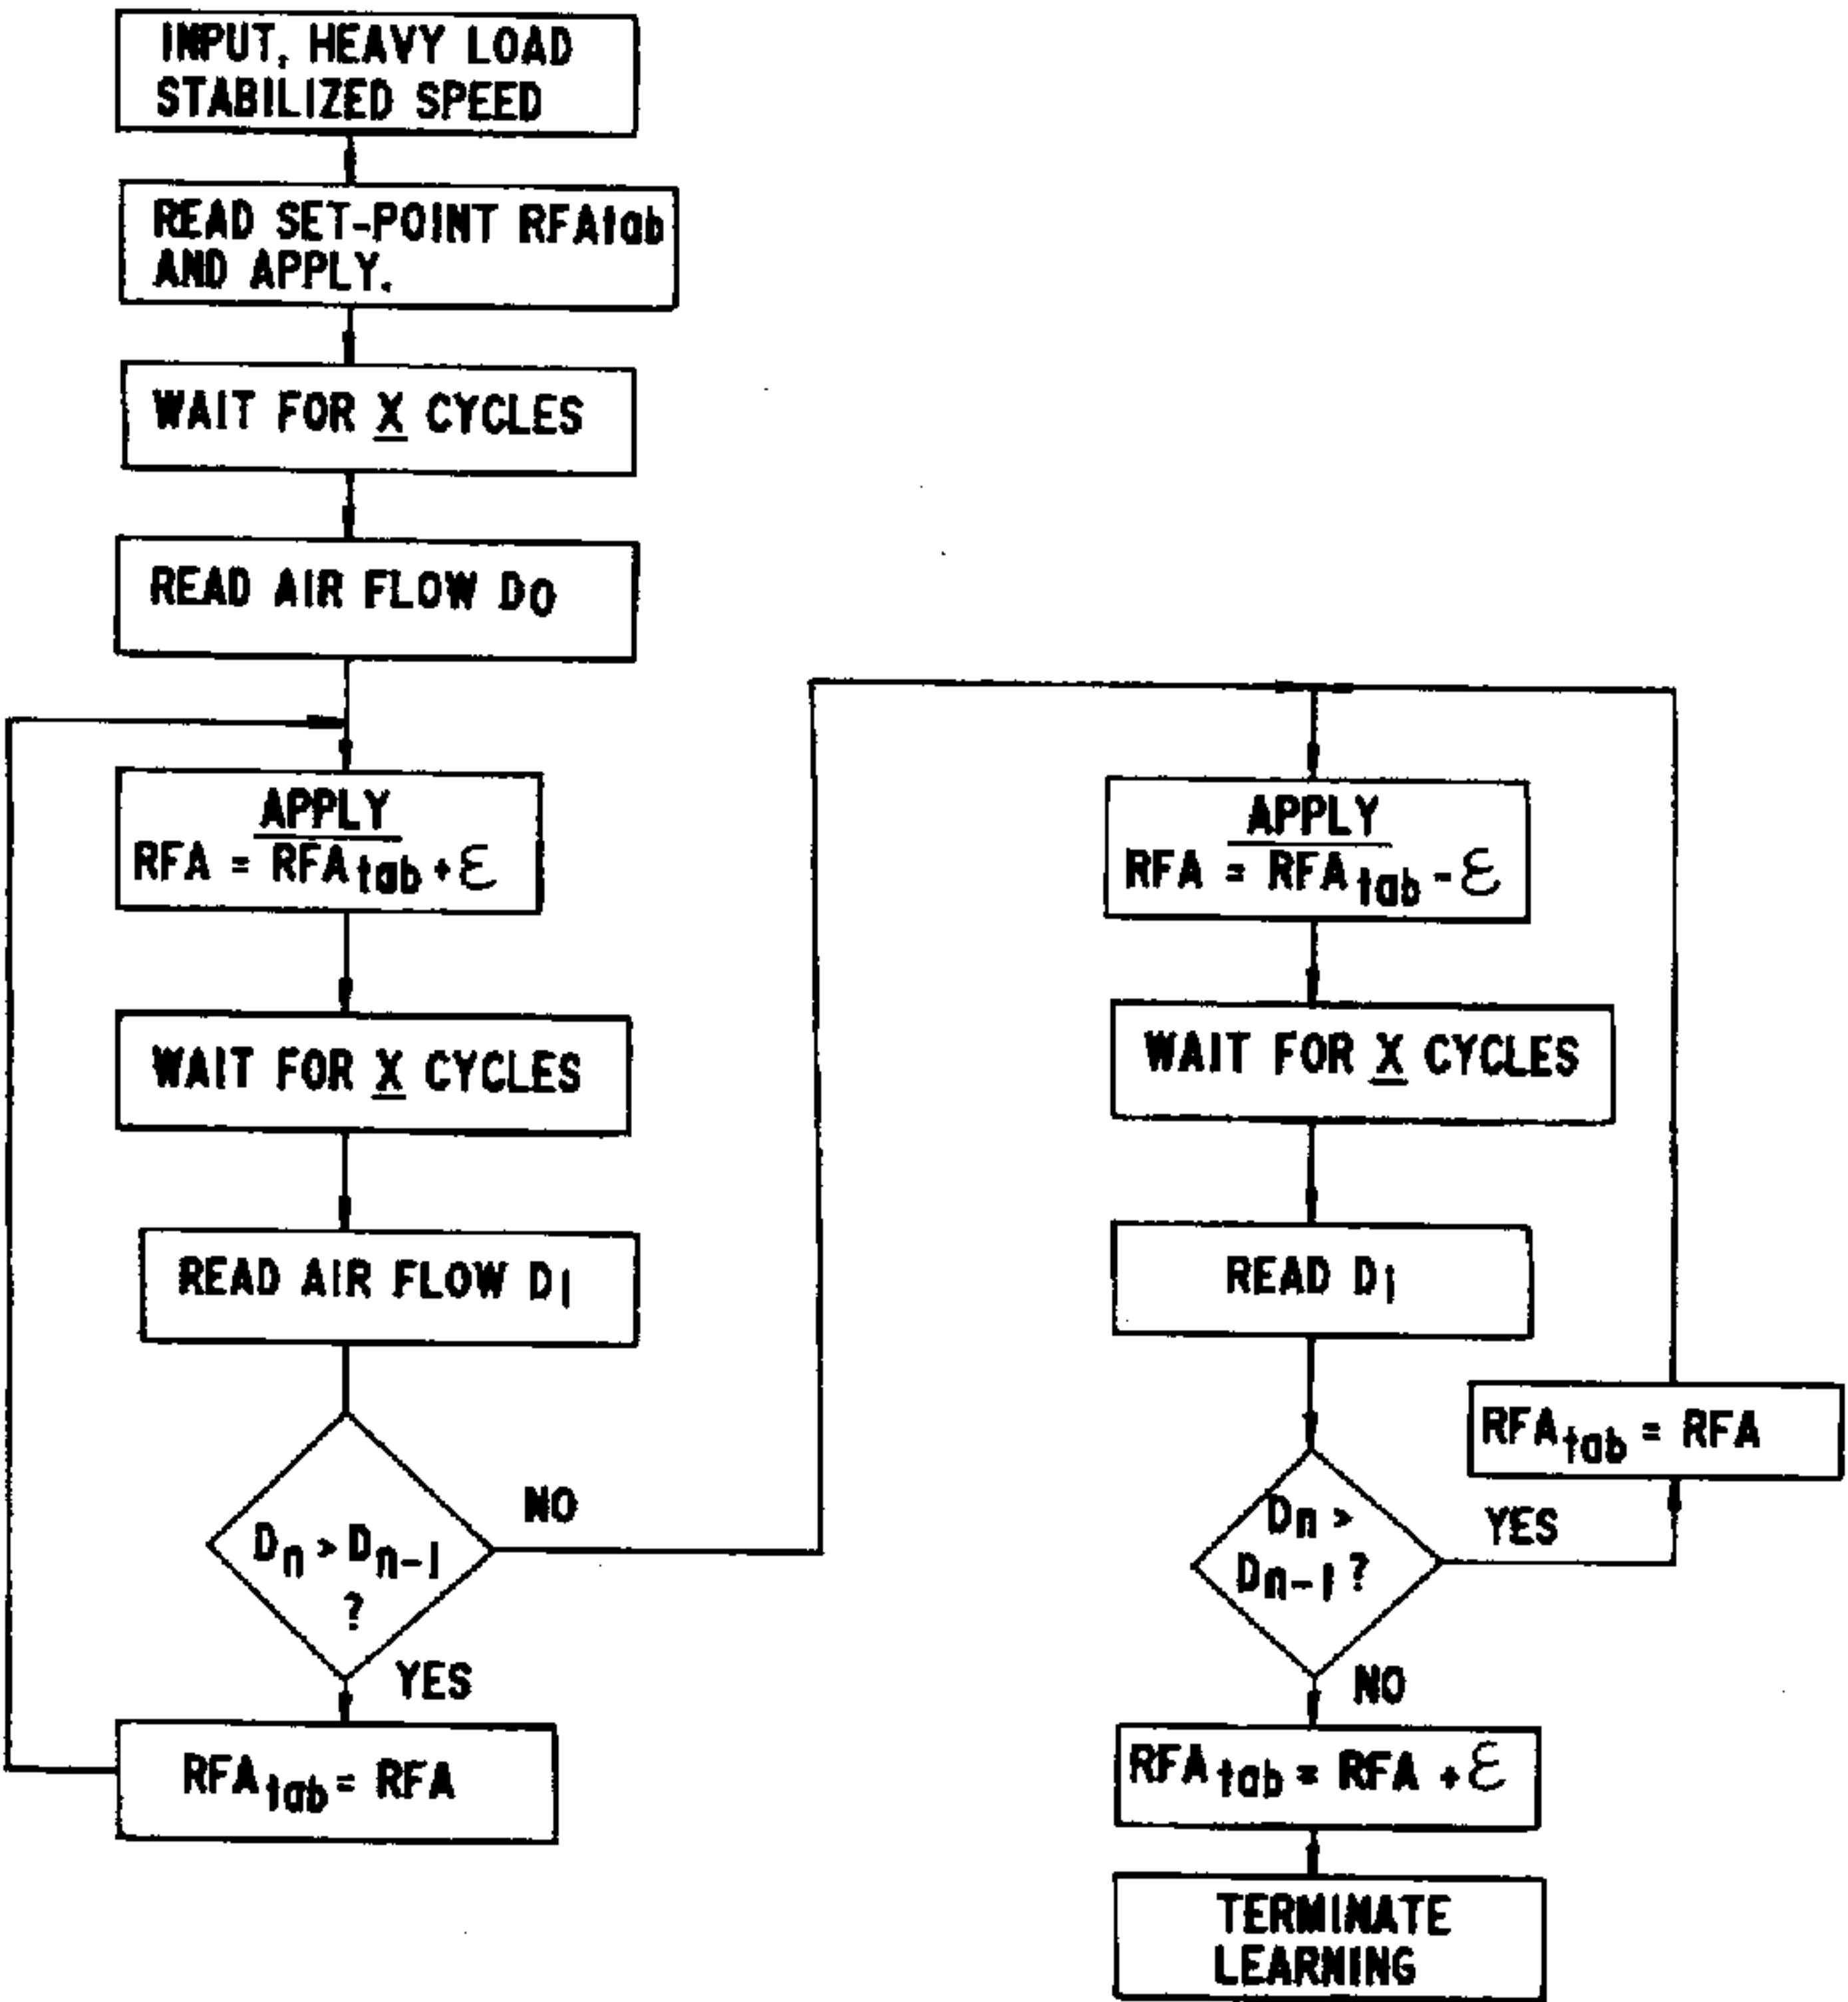 INPUT, HEAVY LOAD
STABILIZED SPEED
READ SET-POINT RFAtab
AND APPLY.
WAIT FOR X CYCLES
READ AIR FLOW D0
APPLY
RFA = RFAtab + ε
WAIT FOR X CYCLES
READ AIR FLOW D1
Dn > Dn-1
?
NO
YES
RFAtab = RFA
APPLY
RFA = RFAtab - ε
WAIT FOR X CYCLES
READ D1
Dn >
Dn-1 ?
YES
RFAtab = RFA
NO
RFAtab = RFA + ε
TERMINATE
LEARNING